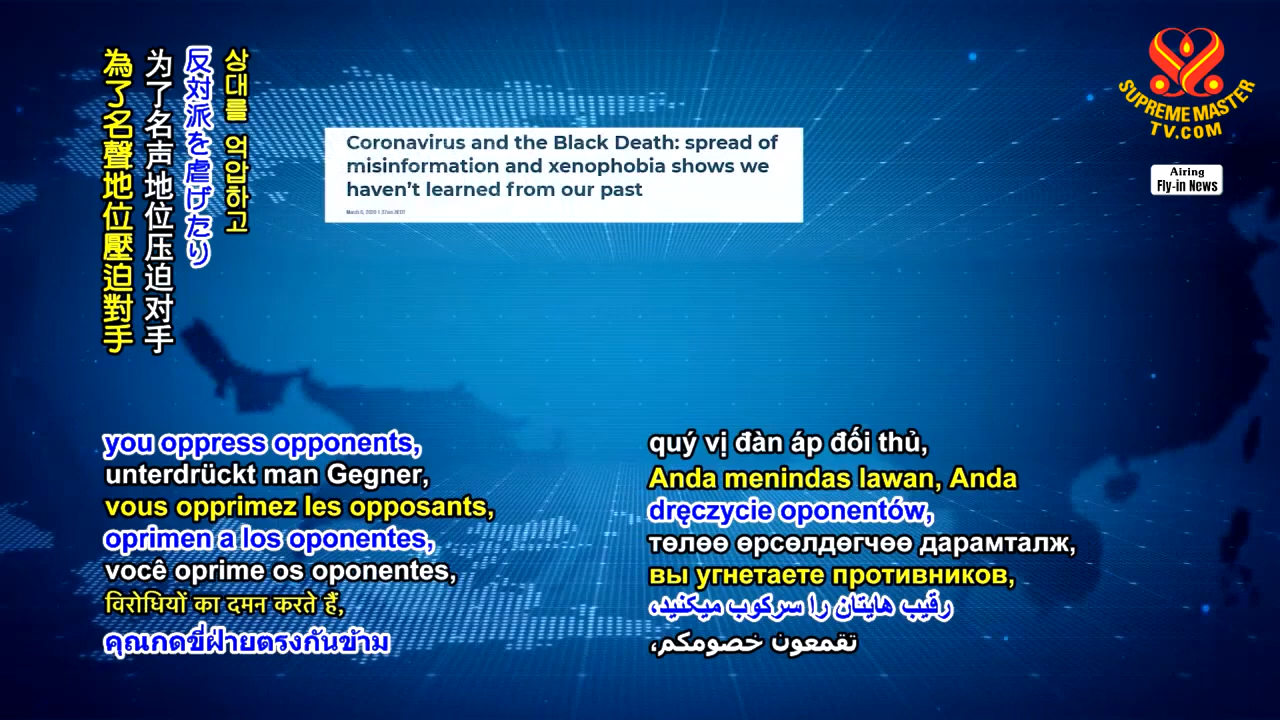 상대를 억압하고
反対派を虐げたり
为了名声地位压迫对手
為了名聲地位壓迫對手
Coronavirus and the Black Death: spread of
misinformation and xenophobia shows we
haven’t learned from our past
SUPREME MASTER
TV.COM
Airing
Fly-in News
you oppress opponents,
unterdrückt man Gegner,
vous opprimez les opposants,
oprimen a los oponentes,
você oprime os oponentes,
विरोधियों का दमन करते हैं,
คุณกดขี่ฝ่ายตรงกันข้าม
quý vị đàn áp đối thủ,
Anda menindas lawan, Anda
dręczycie oponentów,
төлөө өрсөлдөгчөө дарамталж,
вы угнетаете противников,
رقیب هایتان را سرکوب میکنید،
تقمعون خصومكم،